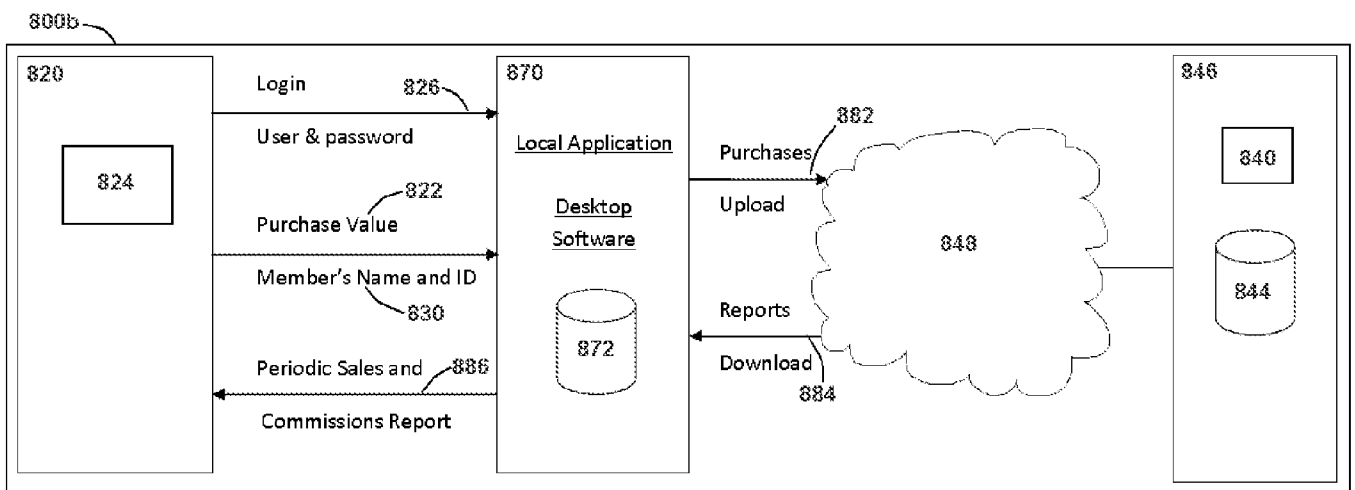 800b
820
Login
826
User & password
824
822
Purchase Value
Member's Name and ID
830
Periodic Sales and
886
Commissions Report
870
Local Application
Desktop
Software
872
Purchases
882
Upload
Reports
Download
884
848
846
840
844